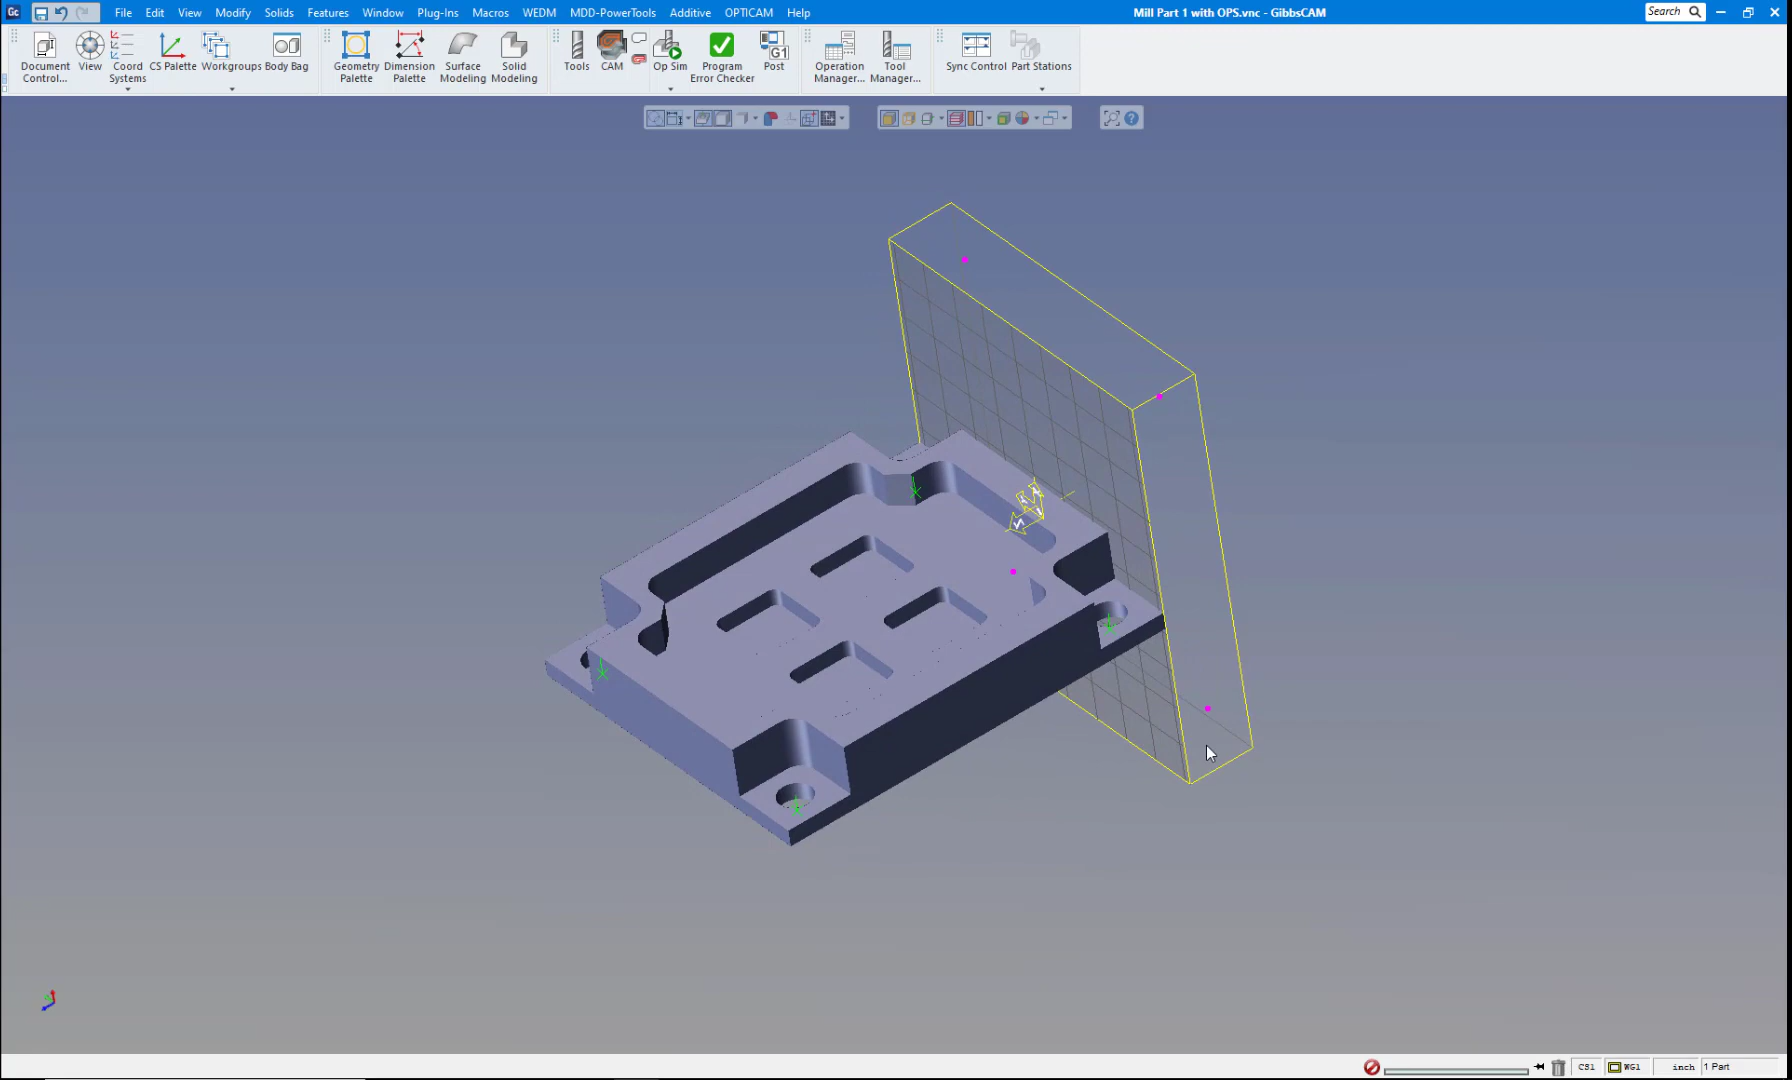 Gc File Edit View Modify Solids Features Window Plug-Ins Macros WEDM MDD-PowerTools Additive OPTICAM Help Mill Part 1 with OPS.vnc - GibbsCAM Search
Document Control... View Coord Systems CS Palette Workgroups Body Bag Geometry Palette Dimension Palette Surface Modeling Solid Modeling Tools CAM Op Sim Program Error Checker Post Operation Manager... Tool Manager... Sync Control Part Stations
G1
CS1 WG1 inch 1 Part